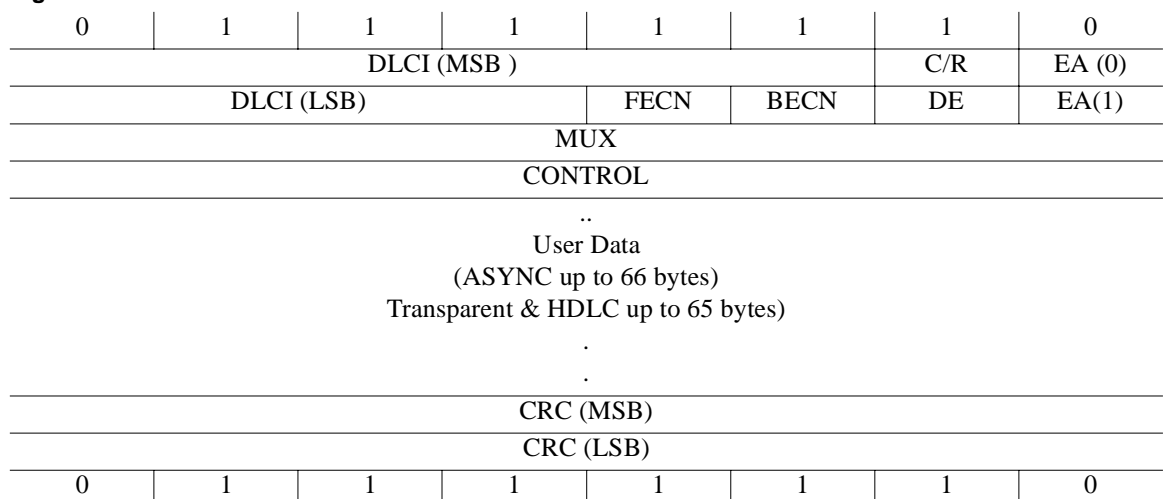 0 1 1 1 1 1 1 0
DLCI (MSB ) C/R EA (0)
DLCI (LSB) FECN BECN DE EA(1)
MUX
CONTROL
..
User Data
(ASYNC up to 66 bytes)
Transparent & HDLC up to 65 bytes)
.
.
CRC (MSB)
CRC (LSB)
0 1 1 1 1 1 1 0